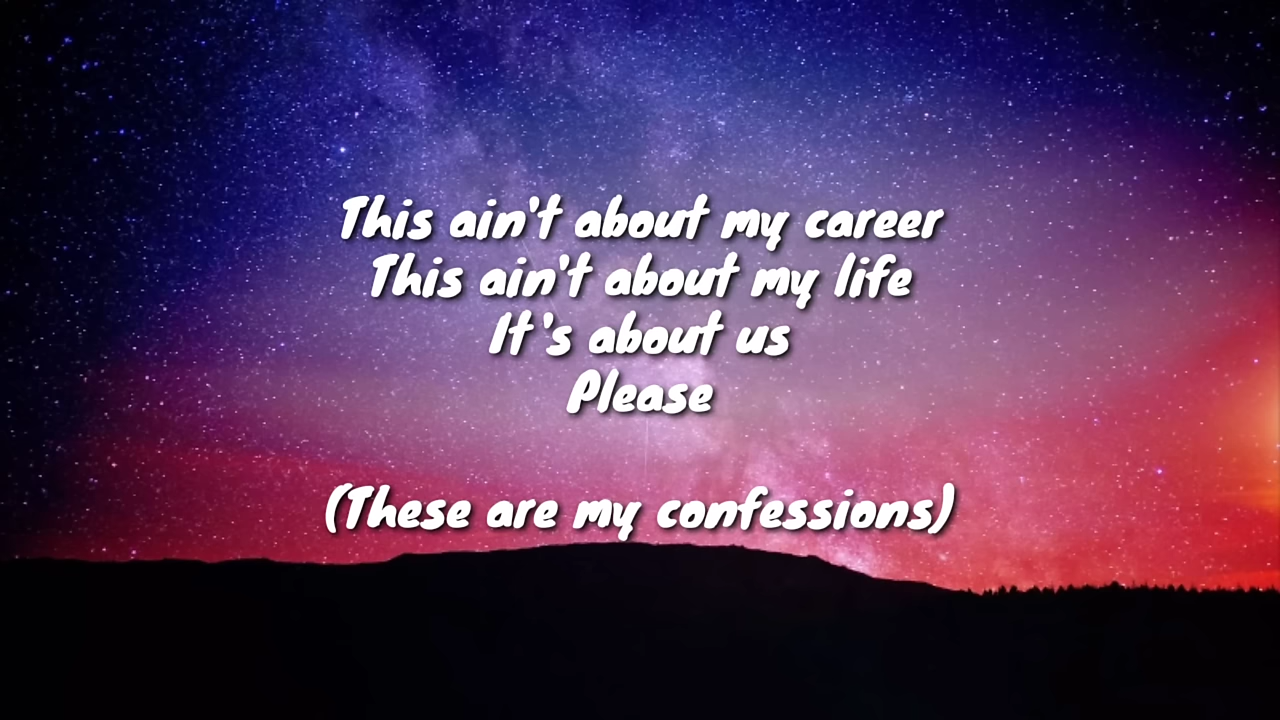 This ain't about my career
This ain't about my life
It's about us
Please
(These are my confessions)